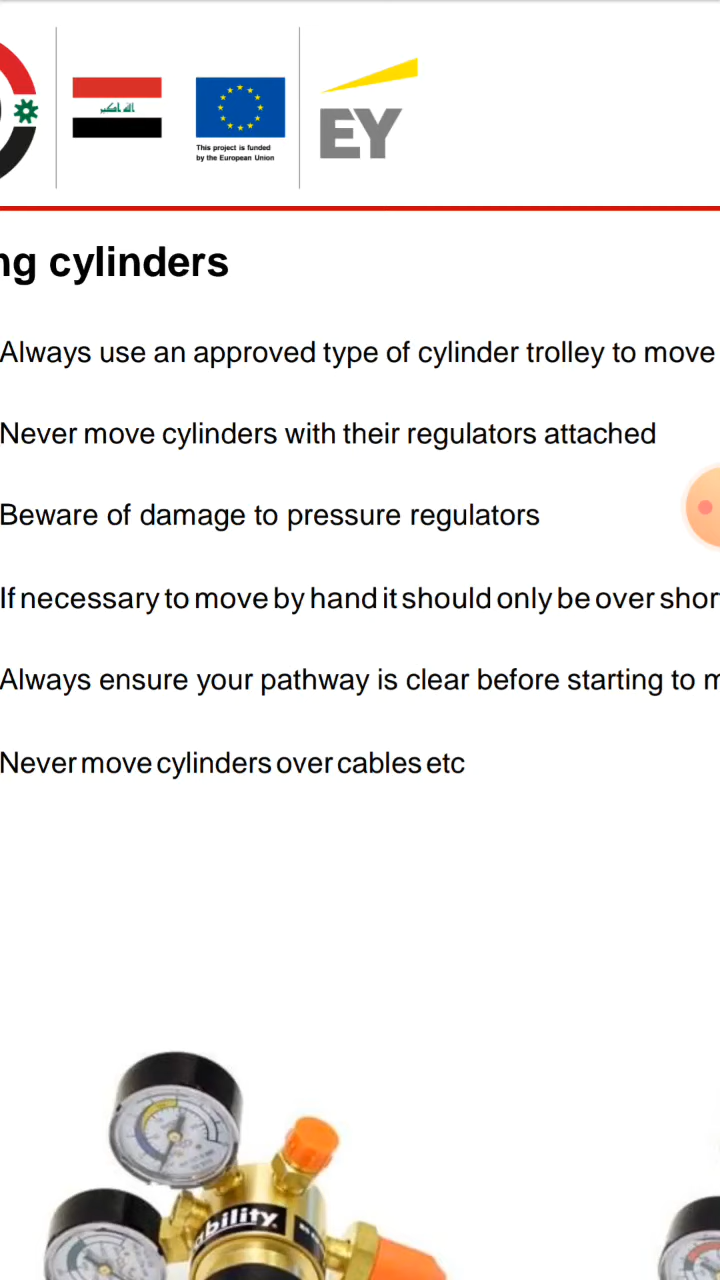 الله اكبر
This project is funded
by the European Union
EY
ng cylinders
Always use an approved type of cylinder trolley to move
Never move cylinders with their regulators attached
Beware of damage to pressure regulators
If necessary to move by hand it should only be over shor
Always ensure your pathway is clear before starting to m
Never move cylinders over cables etc
ability